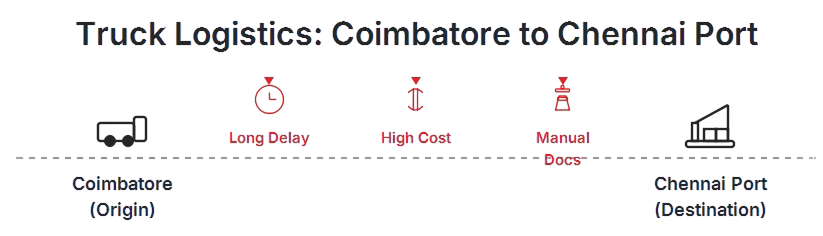 Truck Logistics: Coimbatore to Chennai Port
Long Delay
High Cost
Manual
Docs
Coimbatore
(Origin)
Chennai Port
(Destination)